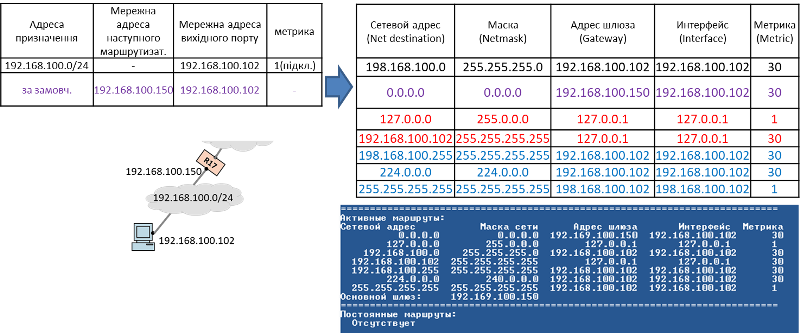 Адреса призначення
Мережна адреса наступного маршрутизат.
Мережна адреса вихідного порту
метрика
192.168.100.0/24 - 192.168.100.102 1(підкл.)
за замовч. 192.168.100.150 192.168.100.102 -
Сетевой адрес (Net destination)
Маска (Netmask)
Адрес шлюза (Gateway)
Интерфейс (Interface)
Метрика (Metric)
198.168.100.0 255.255.255.0 192.168.100.102 192.168.100.102 30
0.0.0.0 0.0.0.0 192.168.100.150 192.168.100.102 30
127.0.0.0 255.0.0.0 127.0.0.1 127.0.0.1 1
192.168.100.102 255.255.255.255 127.0.0.1 127.0.0.1 30
198.168.100.255 255.255.255.255 192.168.100.102 192.168.100.102 30
224.0.0.0 224.0.0.0 192.168.100.102 192.168.100.102 30
255.255.255.255 255.255.255.255 198.168.100.102 198.168.100.102 1
R17
192.168.100.150
192.168.100.0/24
192.168.100.102
Активные маршруты:
Сетевой адрес Маска сети Адрес шлюза Интерфейс Метрика
0.0.0.0 0.0.0.0 192.169.100.150 192.168.100.102 30
127.0.0.0 255.0.0.0 127.0.0.1 127.0.0.1 1
192.168.100.0 255.255.255.0 192.168.100.102 192.168.100.102 30
192.168.100.102 255.255.255.255 127.0.0.1 127.0.0.1 30
192.168.100.255 255.255.255.255 192.168.100.102 192.168.100.102 30
224.0.0.0 240.0.0.0 192.168.100.102 192.168.100.102 30
255.255.255.255 255.255.255.255 192.168.100.102 192.168.100.102 1
Основной шлюз: 192.169.100.150
Постоянные маршруты:
Отсутствует